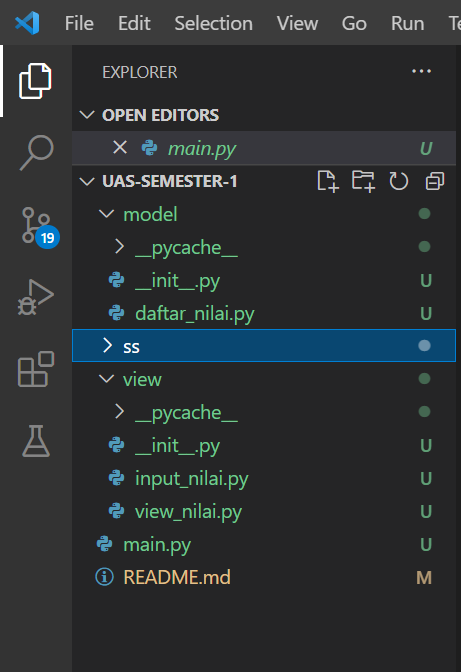 File Edit Selection View Go Run Te
EXPLORER ...
OPEN EDITORS
main.py U
UAS-SEMESTER-1
model
__pycache__
__init__.py U
19
daftar_nilai.py U
ss
view
__pycache__
__init__.py U
input_nilai.py U
view_nilai.py U
main.py U
README.md M